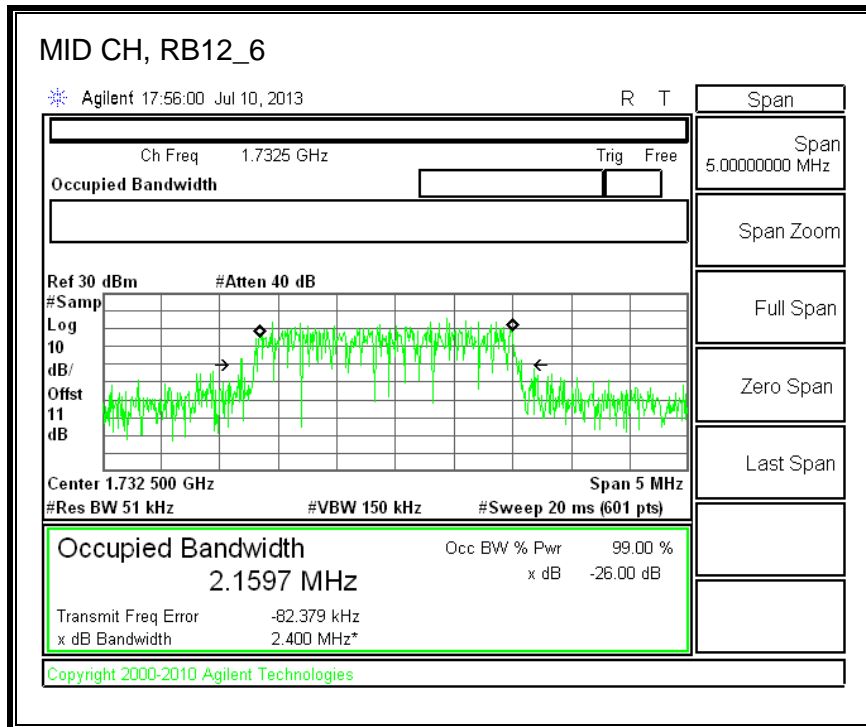 MID CH, RB12_6
Agilent 17:56:00 Jul 10, 2013 R T
Ch Freq 1.7325 GHz Trig Free
Occupied Bandwidth
Ref 30 dBm #Atten 40 dB
#Samp
Log
10
dB/
Offst
11
dB
Center 1.732 500 GHz Span 5 MHz
#Res BW 51 kHz #VBW 150 kHz #Sweep 20 ms (601 pts)
Occupied Bandwidth Occ BW % Pwr 99.00 %
2.1597 MHz x dB -26.00 dB
Transmit Freq Error -82.379 kHz
x dB Bandwidth 2.400 MHz*
Copyright 2000-2010 Agilent Technologies
Span
Span
5.00000000 MHz
Span Zoom
Full Span
Zero Span
Last Span